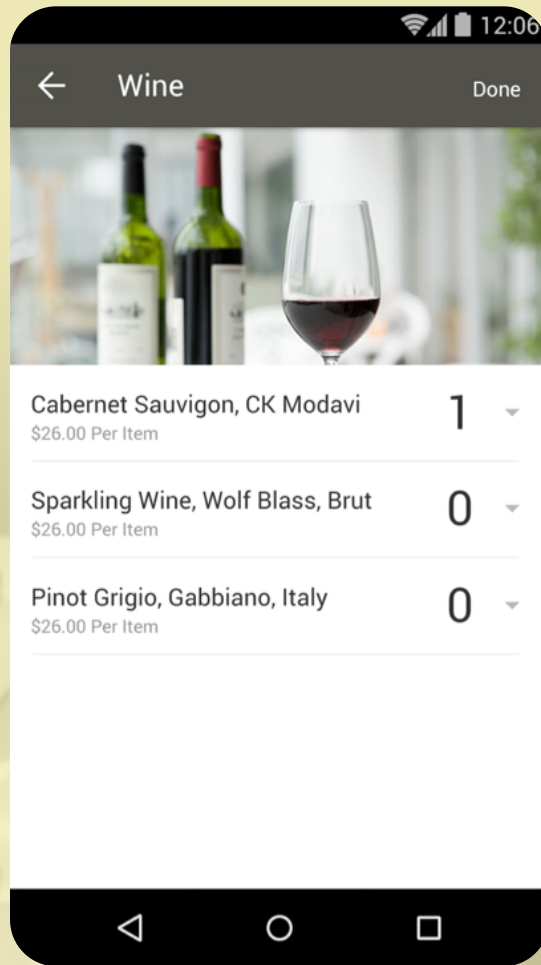 12:06
Wine
Done
Cabernet Sauvigon, CK Modavi
1
$26.00 Per Item
Sparkling Wine, Wolf Blass, Brut
0
$26.00 Per Item
Pinot Grigio, Gabbiano, Italy
0
$26.00 Per Item